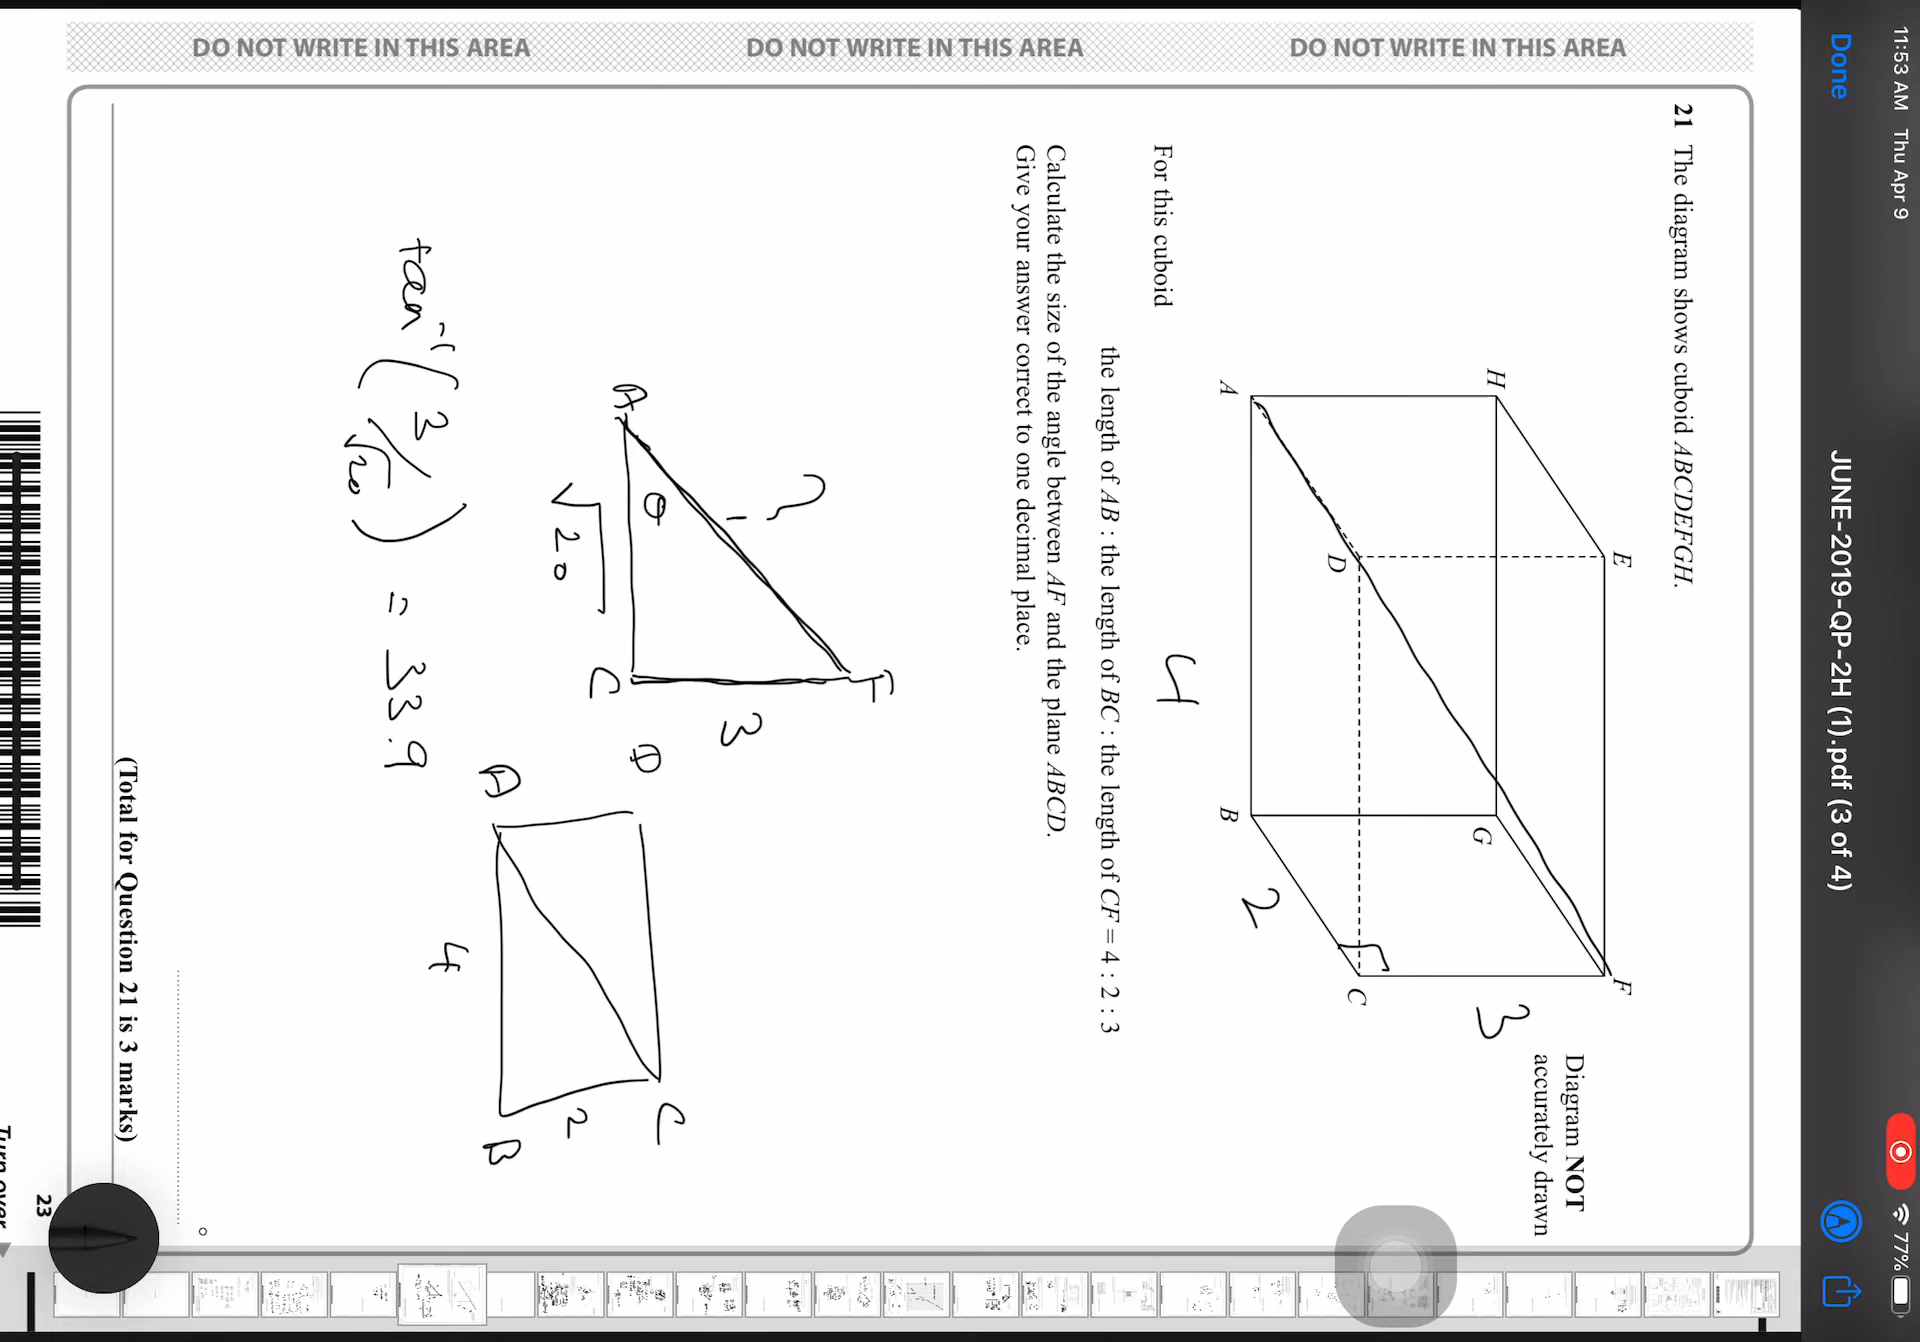 11:53 AM Thu Apr 9
77%
Done
JUNE-2019-QP-2H (1).pdf (3 of 4)
21 The diagram shows cuboid ABCDEFGH.
Diagram NOT
accurately drawn
H
E
F
G
A
D
B
C
3
2
4
For this cuboid
the length of AB : the length of BC : the length of CF = 4 : 2 : 3
Calculate the size of the angle between AF and the plane ABCD.
Give your answer correct to one decimal place.
?
A
θ
F
3
C
√20
D
C
A
B
2
4
tan⁻¹(3/√20) = 33.9
°
(Total for Question 21 is 3 marks)
23
Turn over
DO NOT WRITE IN THIS AREA
DO NOT WRITE IN THIS AREA
DO NOT WRITE IN THIS AREA